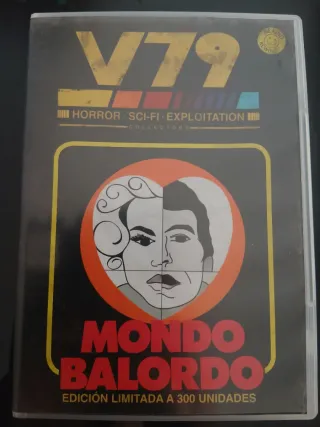 V79
HORROR SCI-FI EXPLOITATION
MONDO
BALORDO
EDICIÓN LIMITADA A 300 UNIDADES